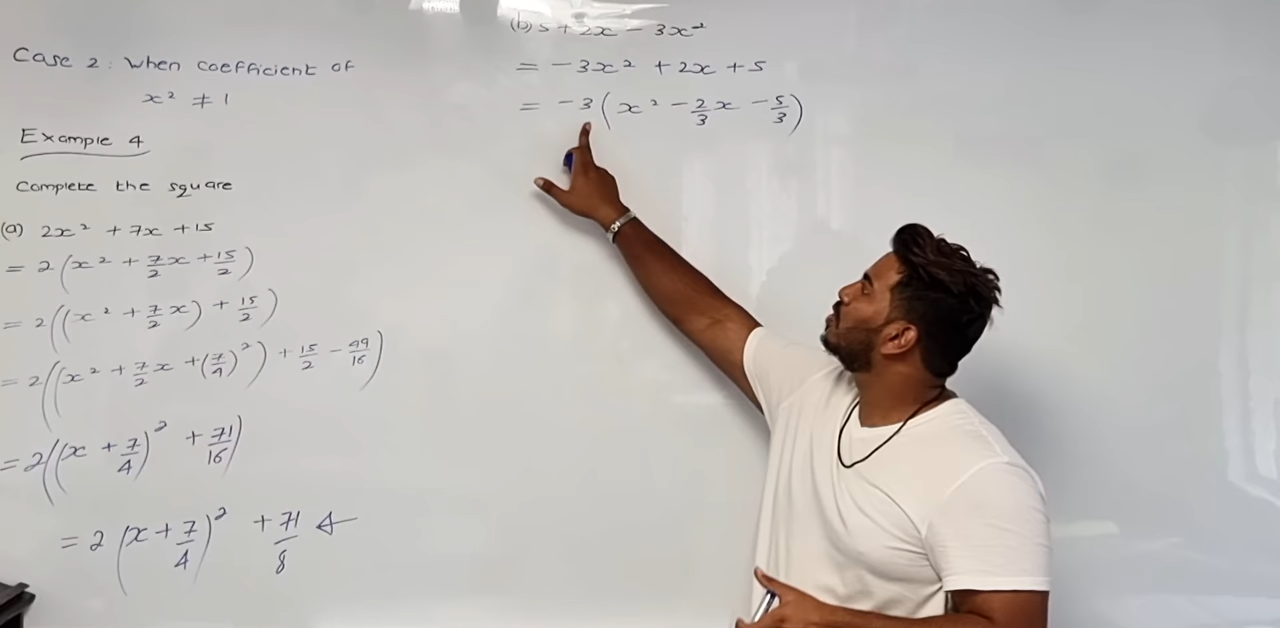 Case 2: When coefficient of
x² ≠ 1
Example 4
Complete the square
(a) 2x² + 7x + 15
= 2(x² + 7/2 x + 15/2)
= 2((x² + 7/2 x) + 15/2)
= 2((x² + 7/2 x + (7/4)²) + 15/2 - 49/16)
= 2((x + 7/4)² + 71/16)
= 2(x + 7/4)² + 71/8
(b) 5 + 2x - 3x²
= -3x² + 2x + 5
= -3(x² - 2/3 x - 5/3)